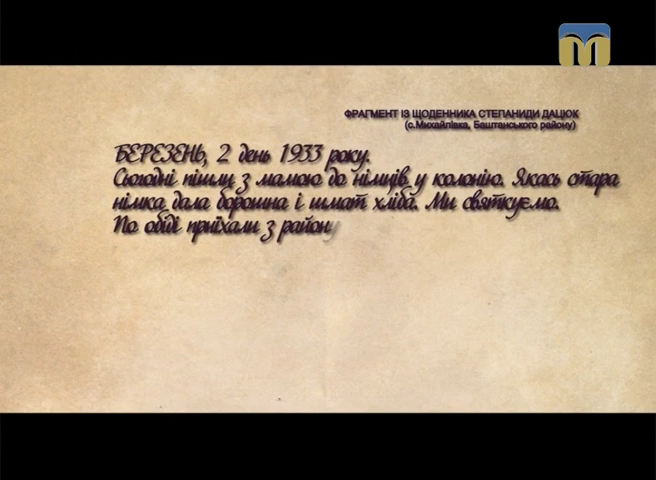 ФРАГМЕНТ ІЗ ЩОДЕННИКА СТЕПАНИДИ ДАЦЮК
(с.Михайлівка, Баштанського району)
БЕРЕЗЕНЬ, 2 день 1933 року.
Сьогодні пішли з мамою до німців у колонію. Якась стара
німка дала борошна і шмат хліба. Ми святкуємо.
По обіді приїхали з району